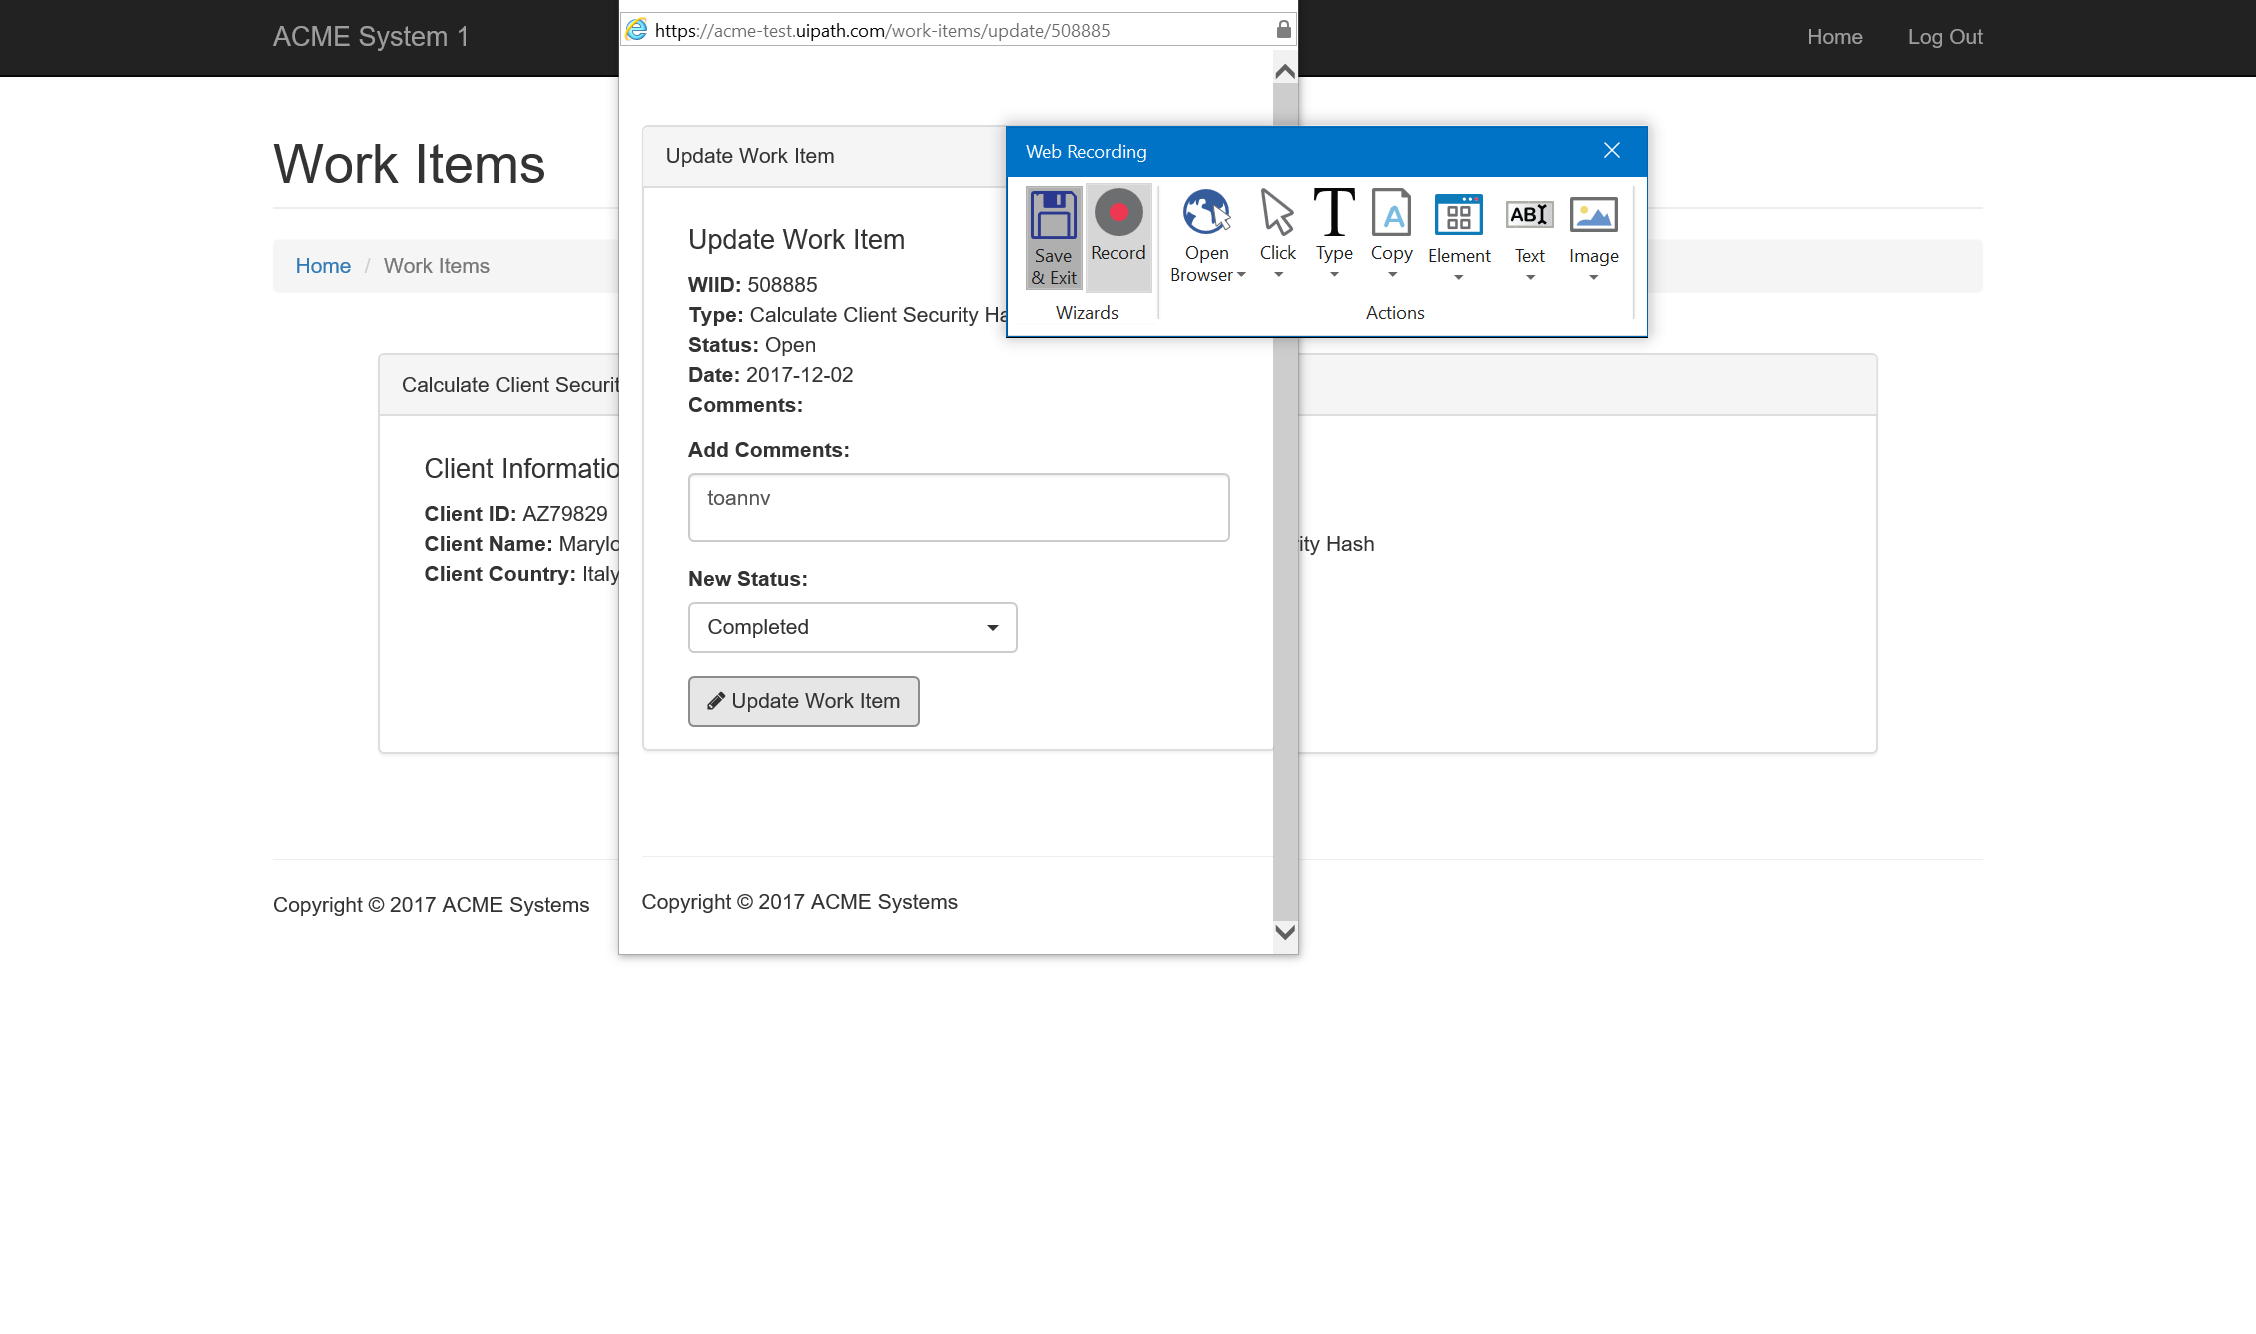 ACME System 1
Home
Log Out
https://acme-test.uipath.com/work-items/update/508885
Work Items
Home / Work Items
Update Work Item
Web Recording
Save & Exit
Record
Wizards
Open Browser
Click
Type
Copy
Element
Text
Image
Actions
Update Work Item
WIID: 508885
Type: Calculate Client Security Ha
Status: Open
Date: 2017-12-02
Comments:
Add Comments:
toannv
New Status:
Completed
Update Work Item
Copyright © 2017 ACME Systems
Calculate Client Securit
Client Informatio
Client ID: AZ79829
Client Name: Marylo
Client Country: Italy
ity Hash
Copyright © 2017 ACME Systems